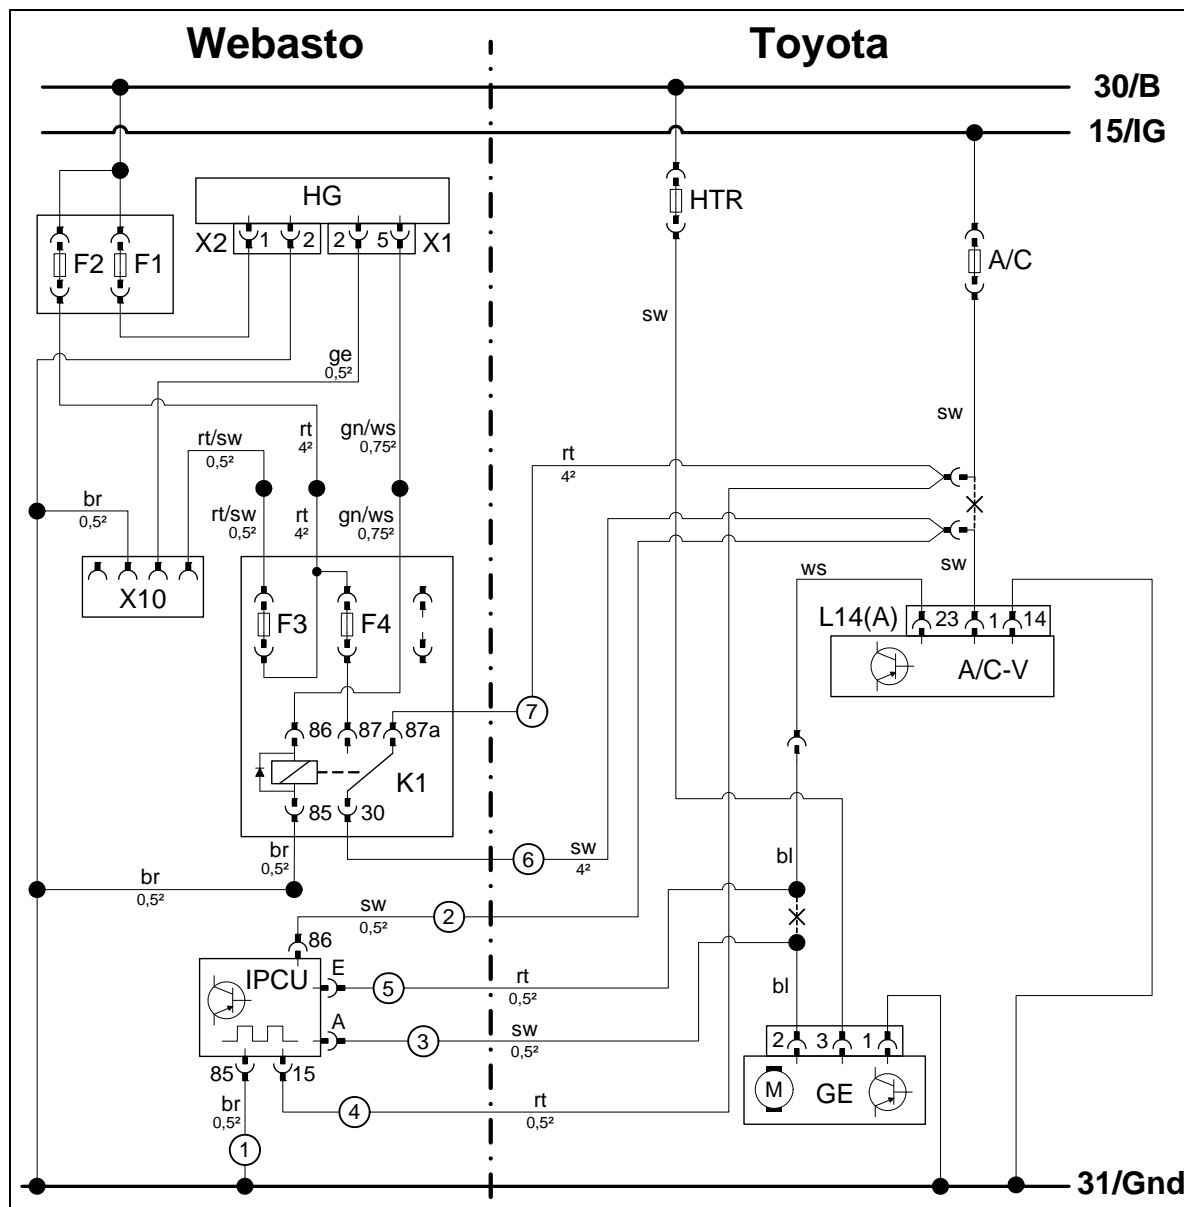 Webasto
Toyota
30/B
15/IG
HG
HTR
X2 1 2 2 5 X1
F2 F1
A/C
sw
ge
0,5²
rt/sw
0,5²
rt
4²
gn/ws
0,75²
sw
rt
4²
br
0,5²
rt/sw
0,5²
rt
4²
gn/ws
0,75²
ws
sw
X10
F3 F4
L14(A) 23 1 14
A/C-V
7
86 87 87a
K1
85 30
br
0,5²
6
sw
4²
bl
br
0,5²
sw
0,5²
2
86
IPCU
E
5
rt
0,5²
bl
A
3
sw
0,5²
2 3 1
85 15
M
GE
br
0,5²
4
rt
0,5²
1
31/Gnd